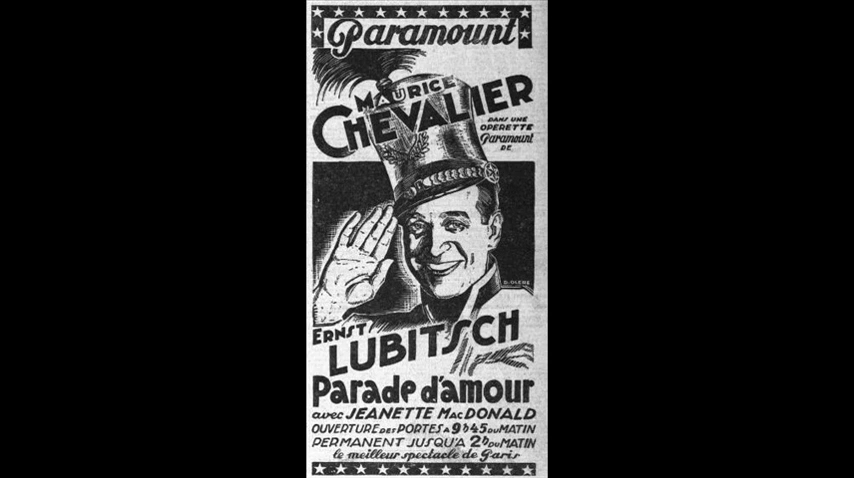 Paramount
MAURICE
CHEVALIER
DANS UNE
OPERETTE
Paramount
DE
D. OLERE
ERNST
LUBITSCH
Parade d'amour
avec JEANETTE MacDONALD
OUVERTURE DES PORTES A 9h45 DU MATIN
PERMANENT JUSQU'A 2h DU MATIN
le meilleur spectacle de Paris